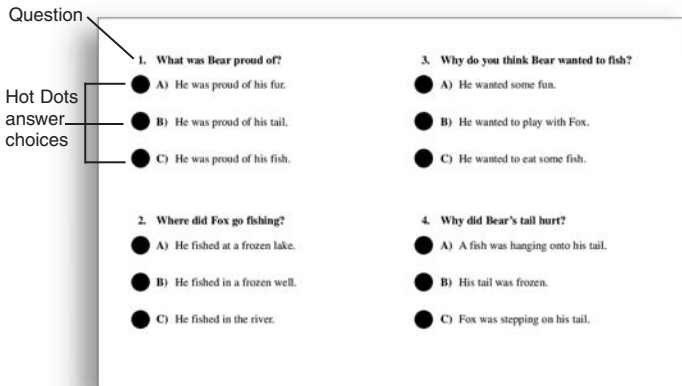 Question
Hot Dots
answer
choices
1. What was Bear proud of?
A) He was proud of his fur.
B) He was proud of his tail.
C) He was proud of his fish.
2. Where did Fox go fishing?
A) He fished at a frozen lake.
B) He fished in a frozen well.
C) He fished in the river.
3. Why do you think Bear wanted to fish?
A) He wanted some fun.
B) He wanted to play with Fox.
C) He wanted to eat some fish.
4. Why did Bear's tail hurt?
A) A fish was hanging onto his tail.
B) His tail was frozen.
C) Fox was stepping on his tail.